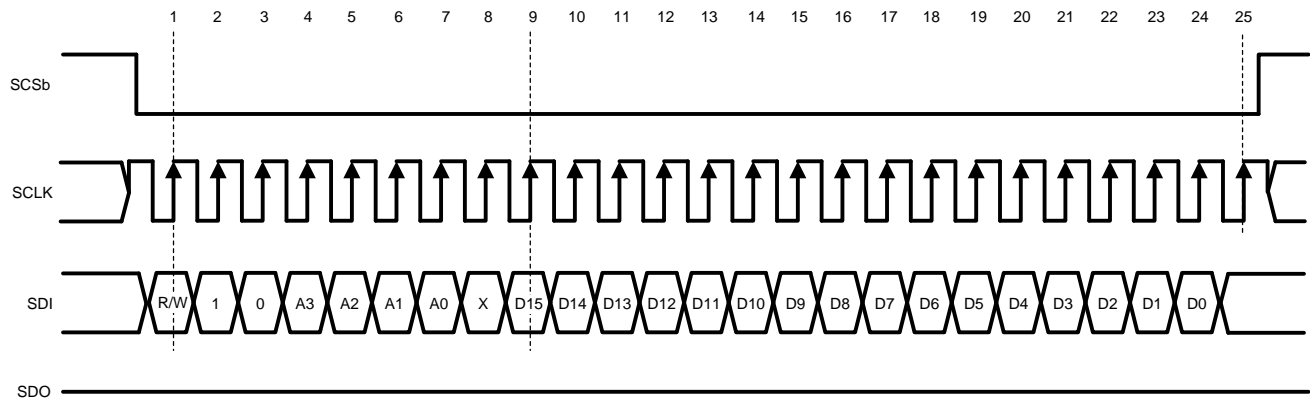 1 2 3 4 5 6 7 8 9 10 11 12 13 14 15 16 17 18 19 20 21 22 23 24 25
SCSb
SCLK
SDI R/W 1 0 A3 A2 A1 A0 X D15 D14 D13 D12 D11 D10 D9 D8 D7 D6 D5 D4 D3 D2 D1 D0
SDO